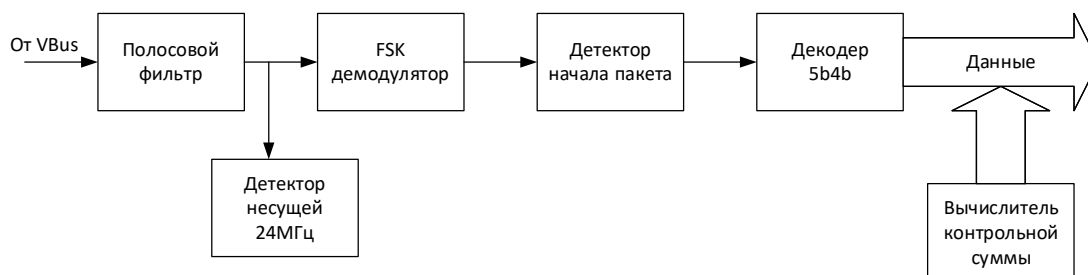 От VBus
Полосовой
фильтр
FSK
демодулятор
Детектор
начала пакета
Декодер
5b4b
Данные
Детектор
несущей
24МГц
Вычислитель
контрольной
суммы